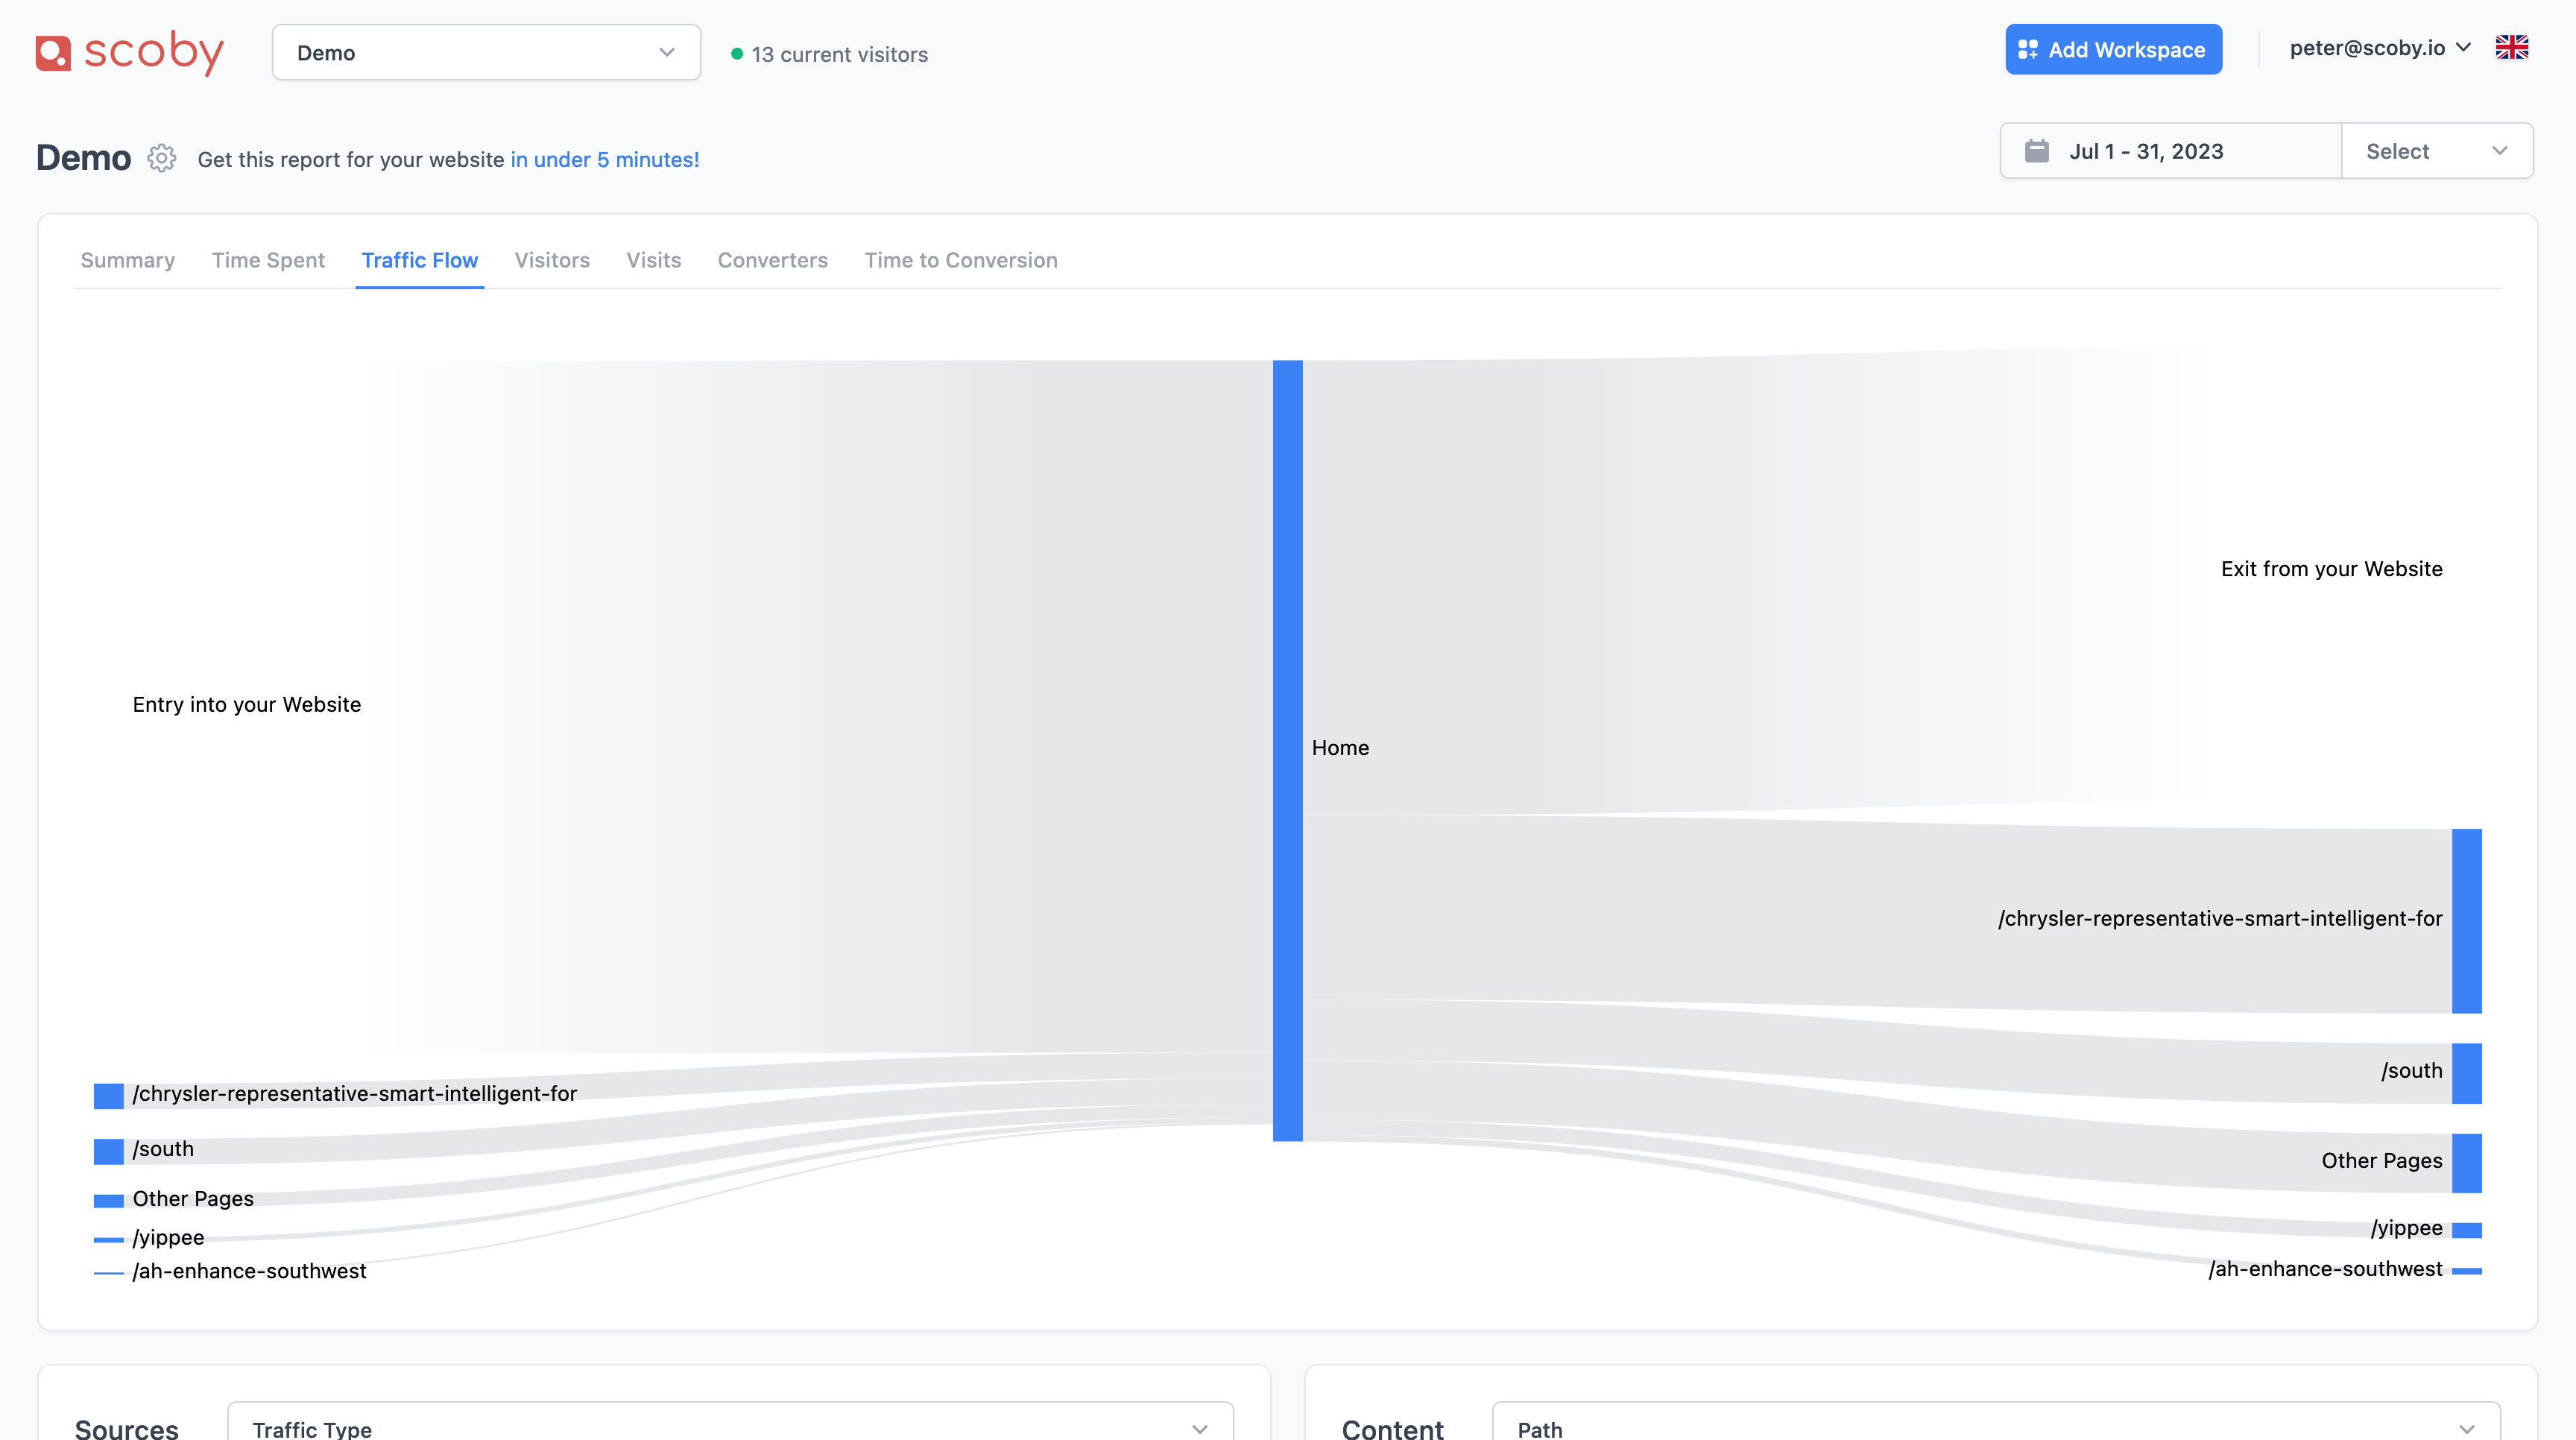 scoby
Demo
13 current visitors
Add Workspace
peter@scoby.io
Demo
Get this report for your website in under 5 minutes!
Jul 1 - 31, 2023
Select
Summary
Time Spent
Traffic Flow
Visitors
Visits
Converters
Time to Conversion
Exit from your Website
Entry into your Website
Home
/chrysler-representative-smart-intelligent-for
/south
/chrysler-representative-smart-intelligent-for
/south
Other Pages
Other Pages
/yippee
/yippee
/ah-enhance-southwest
/ah-enhance-southwest
Sources
Traffic Type
Content
Path